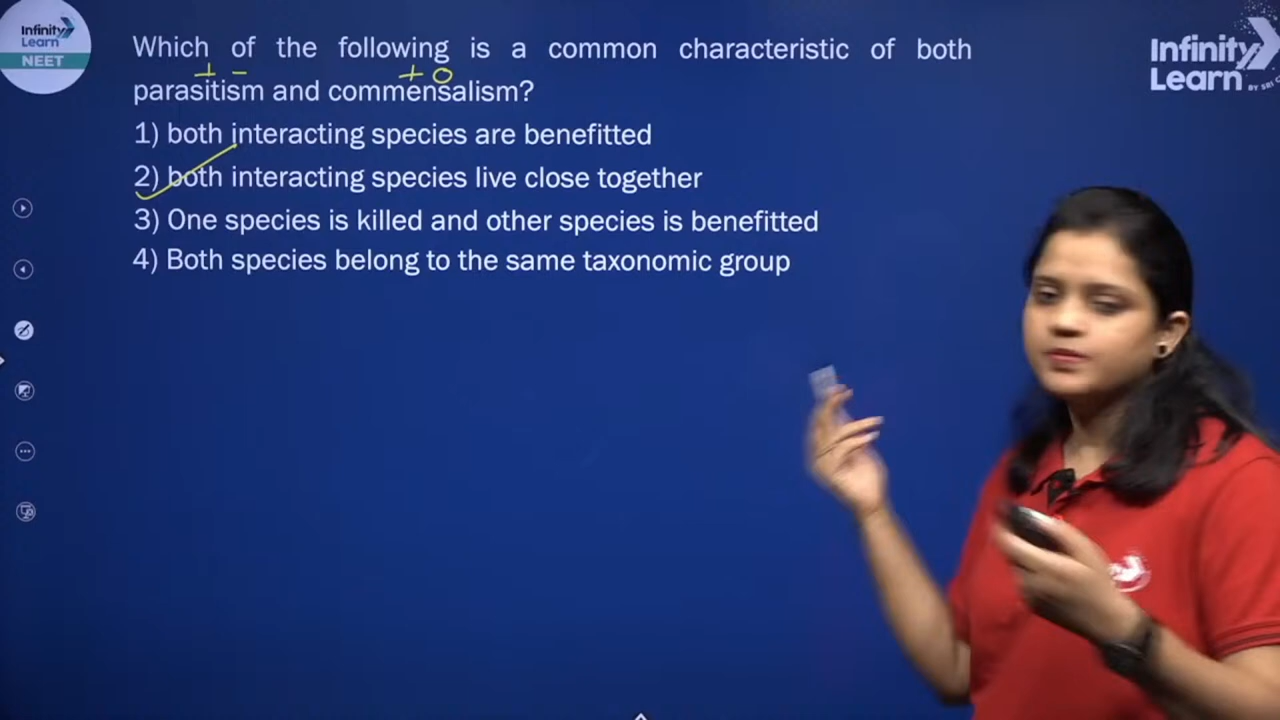 Infinity
Learn
NEET
Which of the following is a common characteristic of both
+ - + o
parasitism and commensalism?
1) both interacting species are benefitted
2) both interacting species live close together
3) One species is killed and other species is benefitted
4) Both species belong to the same taxonomic group
Infinity
Learn
BY SRI C